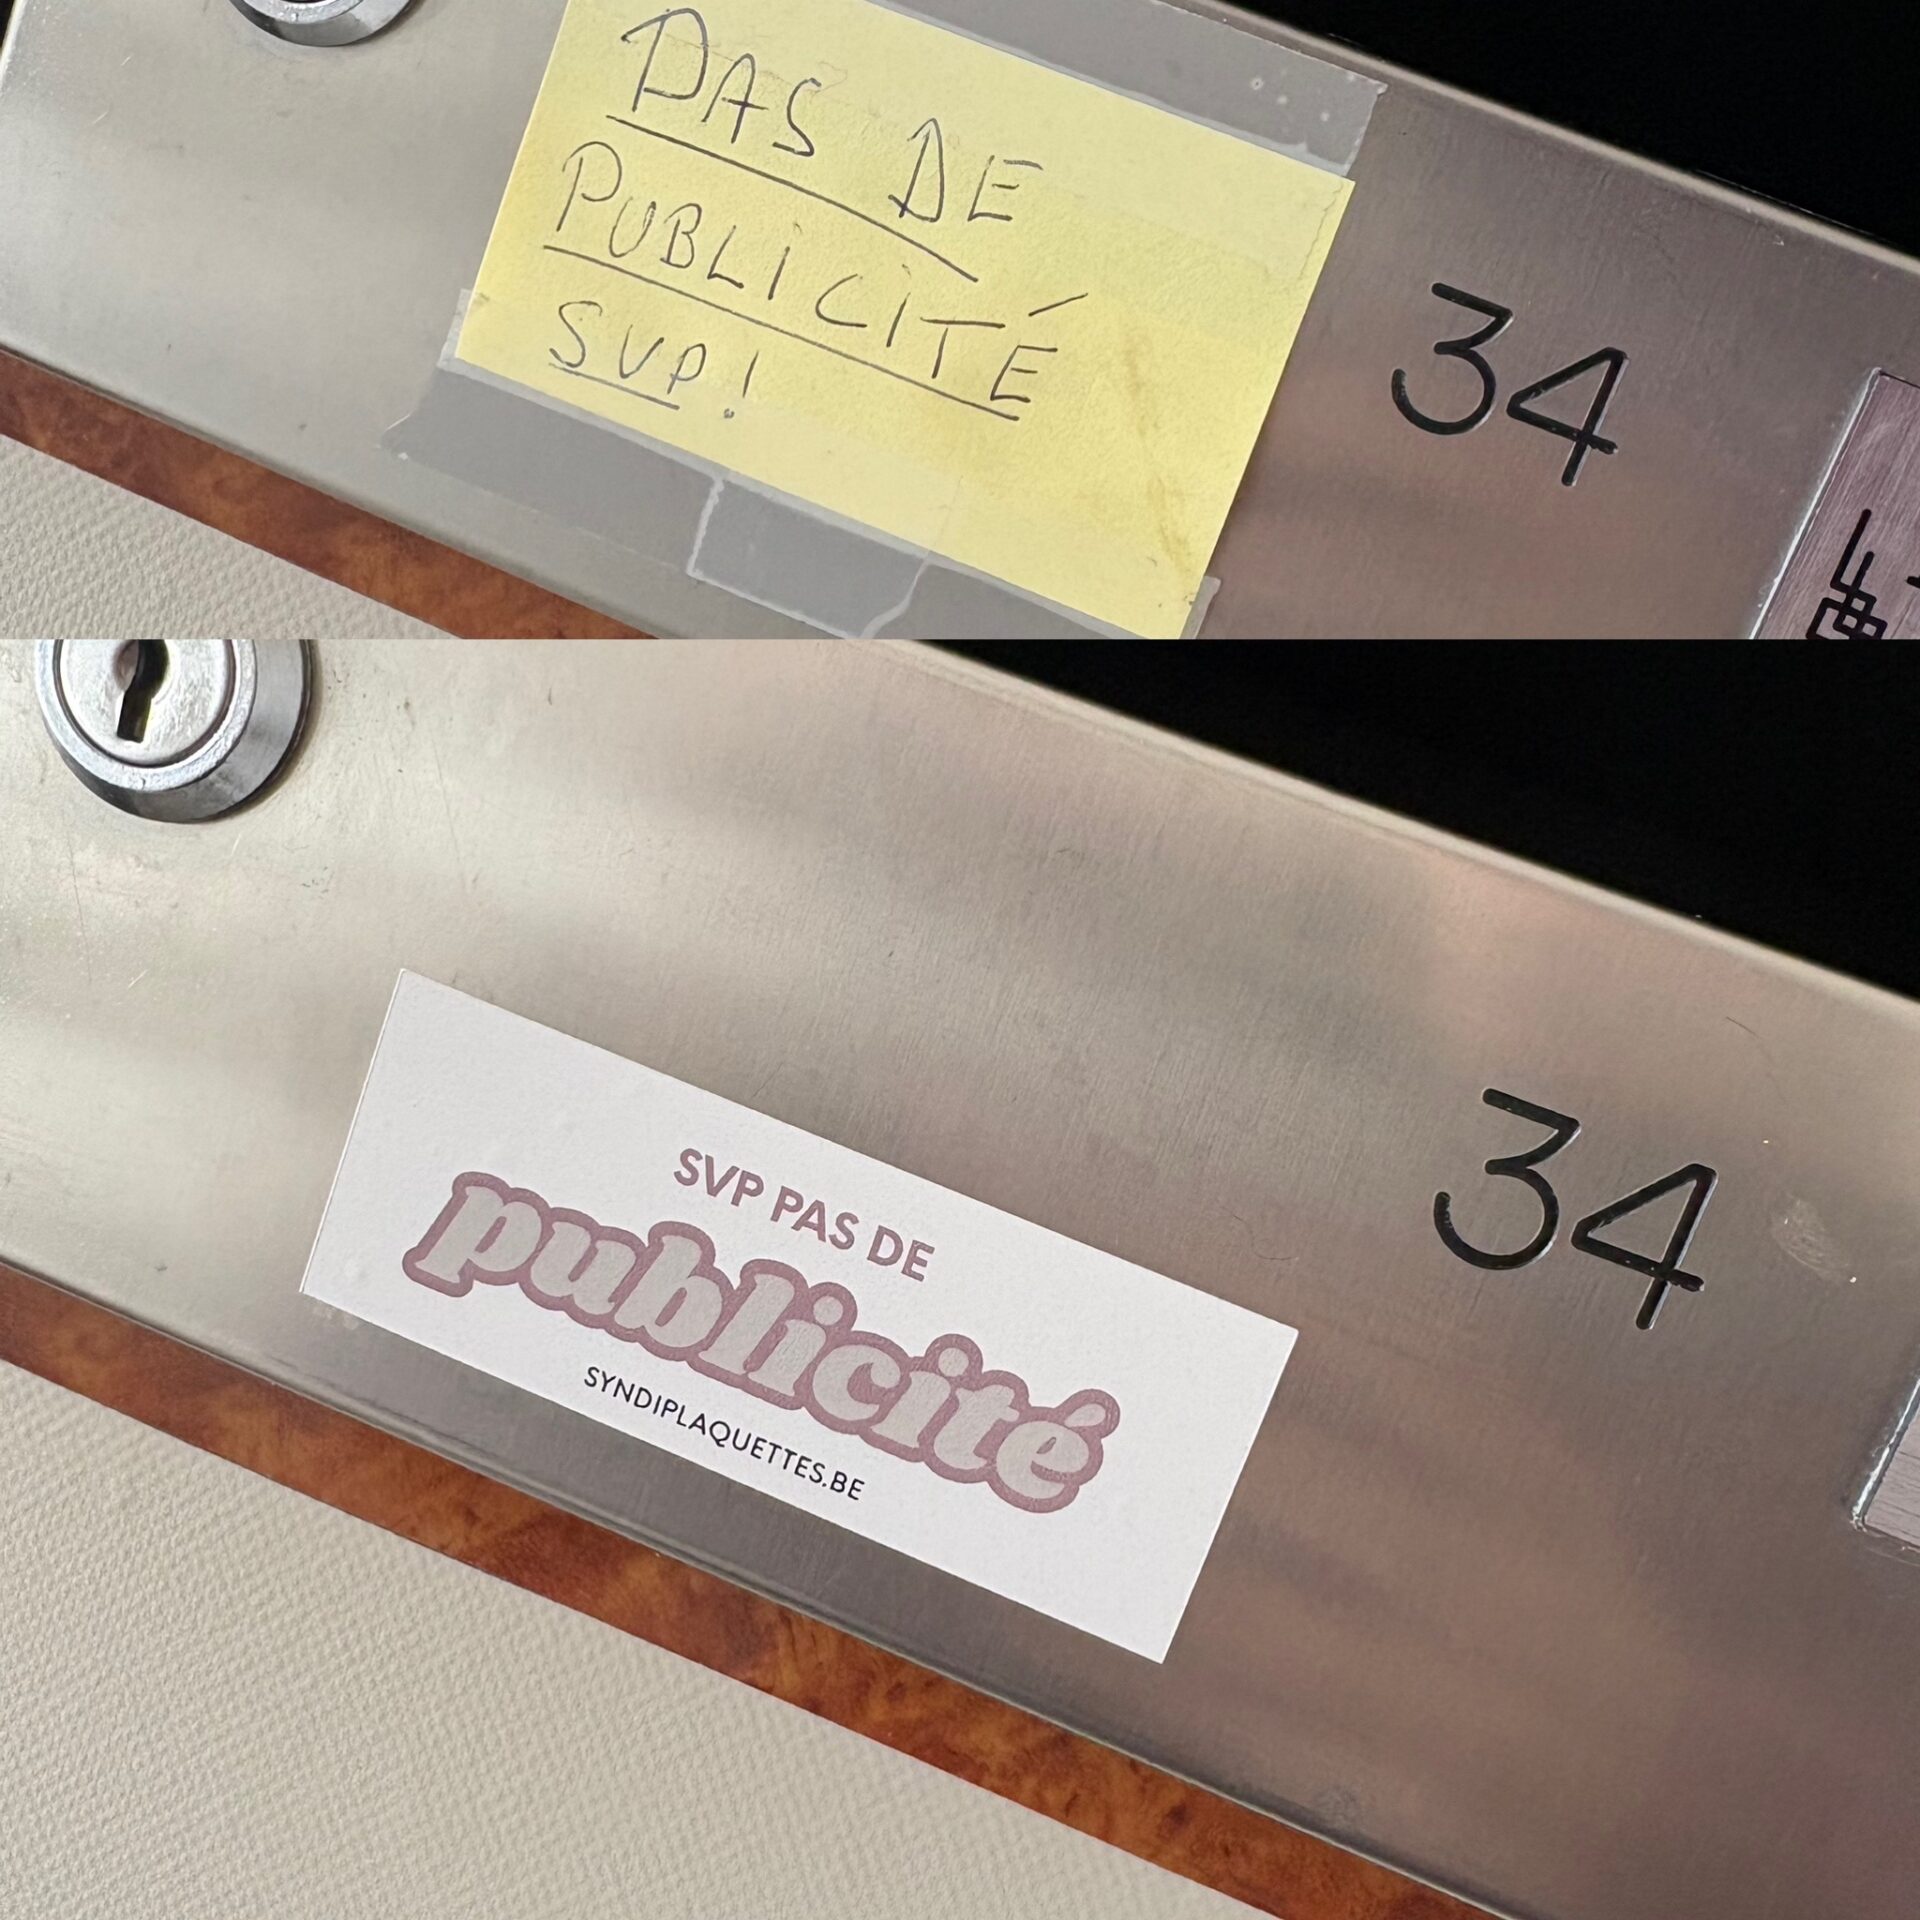 PAS DE
PUBLICITÉ
SVP!
34
SVP PAS DE
publicité
SYNDIPLAQUETTES.BE
34